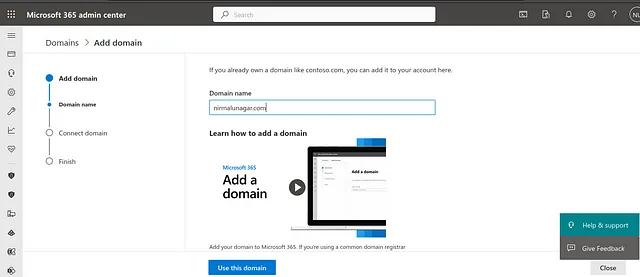 Microsoft 365 admin center
Search
NL
Domains > Add domain
Add domain
Domain name
Connect domain
Finish
If you already own a domain like contoso.com, you can add it to your account here.
Domain name
nirmalunagar.com
Learn how to add a domain
Microsoft 365
Add a
domain
Add a domain
Add your domain to Microsoft 365. If you're using a common domain registrar
Help & support
Give Feedback
Use this domain
Close